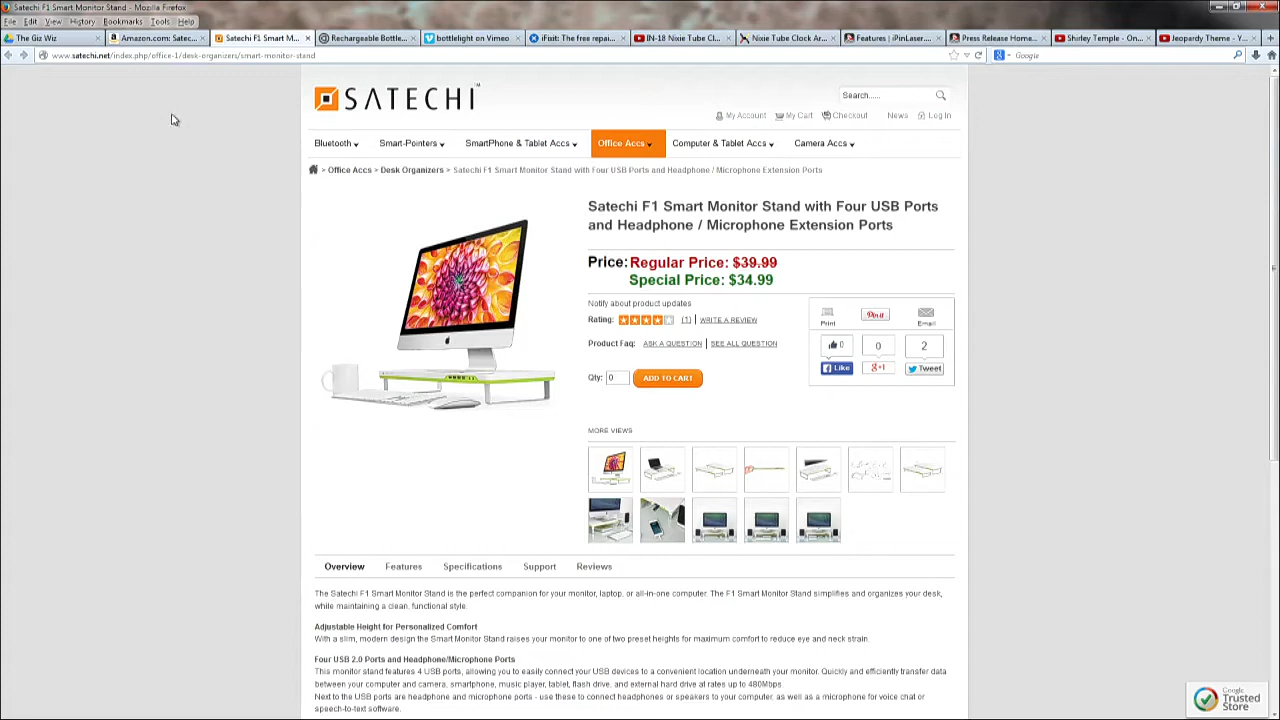 Satechi F1 Smart Monitor Stand - Mozilla Firefox
File Edit View History Bookmarks Tools Help
The Giz Wiz
Amazon.com: Satec...
Satechi F1 Smart M...
Rechargeable Bottle...
bottlelight on Vimeo
iFixit: The free repai...
IN-18 Nixie Tube Cl...
Nixie Tube Clock Ar...
Features | iPinLaser...
Press Release Home...
Shirley Temple - On...
Jeopardy Theme - Y...
www.satechi.net/index.php/office-1/desk-organizers/smart-monitor-stand
Google
SATECHI™
Search......
My Account My Cart Checkout News Log In
Bluetooth Smart-Pointers SmartPhone & Tablet Accs Office Accs Computer & Tablet Accs Camera Accs
> Office Accs > Desk Organizers > Satechi F1 Smart Monitor Stand with Four USB Ports and Headphone / Microphone Extension Ports
Satechi F1 Smart Monitor Stand with Four USB Ports
and Headphone / Microphone Extension Ports
Price: Regular Price: $39.99
Special Price: $34.99
Notify about product updates
Rating: (1) | WRITE A REVIEW
Product Faq: ASK A QUESTION | SEE ALL QUESTION
Qty: 0 ADD TO CART
Print Pin it Email
0 0 2
Like g+1 Tweet
MORE VIEWS
Overview Features Specifications Support Reviews
The Satechi F1 Smart Monitor Stand is the perfect companion for your monitor, laptop, or all-in-one computer. The F1 Smart Monitor Stand simplifies and organizes your desk,
while maintaining a clean, functional style.
Adjustable Height for Personalized Comfort
With a slim, modern design the Smart Monitor Stand raises your monitor to one of two preset heights for maximum comfort to reduce eye and neck strain.
Four USB 2.0 Ports and Headphone/Microphone Ports
This monitor stand features 4 USB ports, allowing you to easily connect your USB devices to a convenient location underneath your monitor. Quickly and efficiently transfer data
between your computer and camera, smartphone, music player, tablet, flash drive, and external hard drive at rates up to 480Mbps
Next to the USB ports are headphone and microphone ports - use these to connect headphones or speakers to your computer, as well as a microphone for voice chat or
speech-to-text software.
Google
Trusted
Store